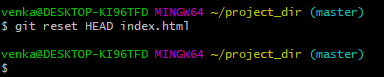 venka@DESKTOP-KI96TFD MINGW64 ~/project_dir (master)
$ git reset HEAD index.html
venka@DESKTOP-KI96TFD MINGW64 ~/project_dir (master)
$